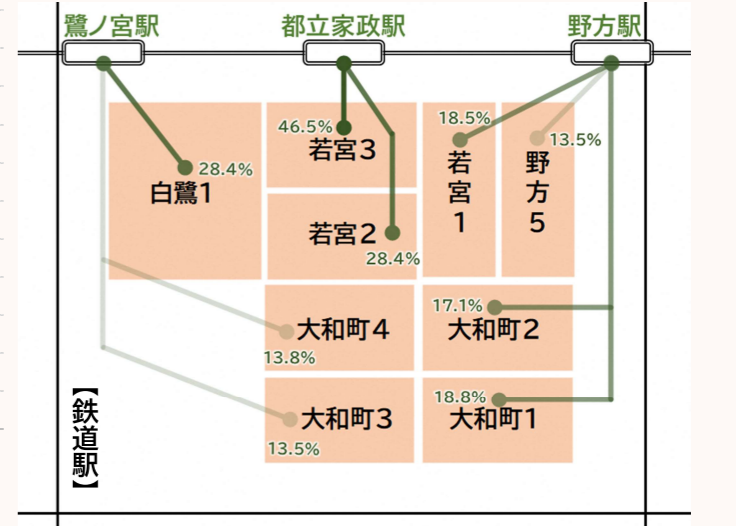 鷺ノ宮駅
都立家政駅
野方駅
28.4%
白鷺1
46.5%
若宮3
若宮2
28.4%
18.5%
若宮1
13.5%
野方5
大和町4
13.8%
17.1%
大和町2
大和町3
13.5%
18.8%
大和町1
【鉄道駅】